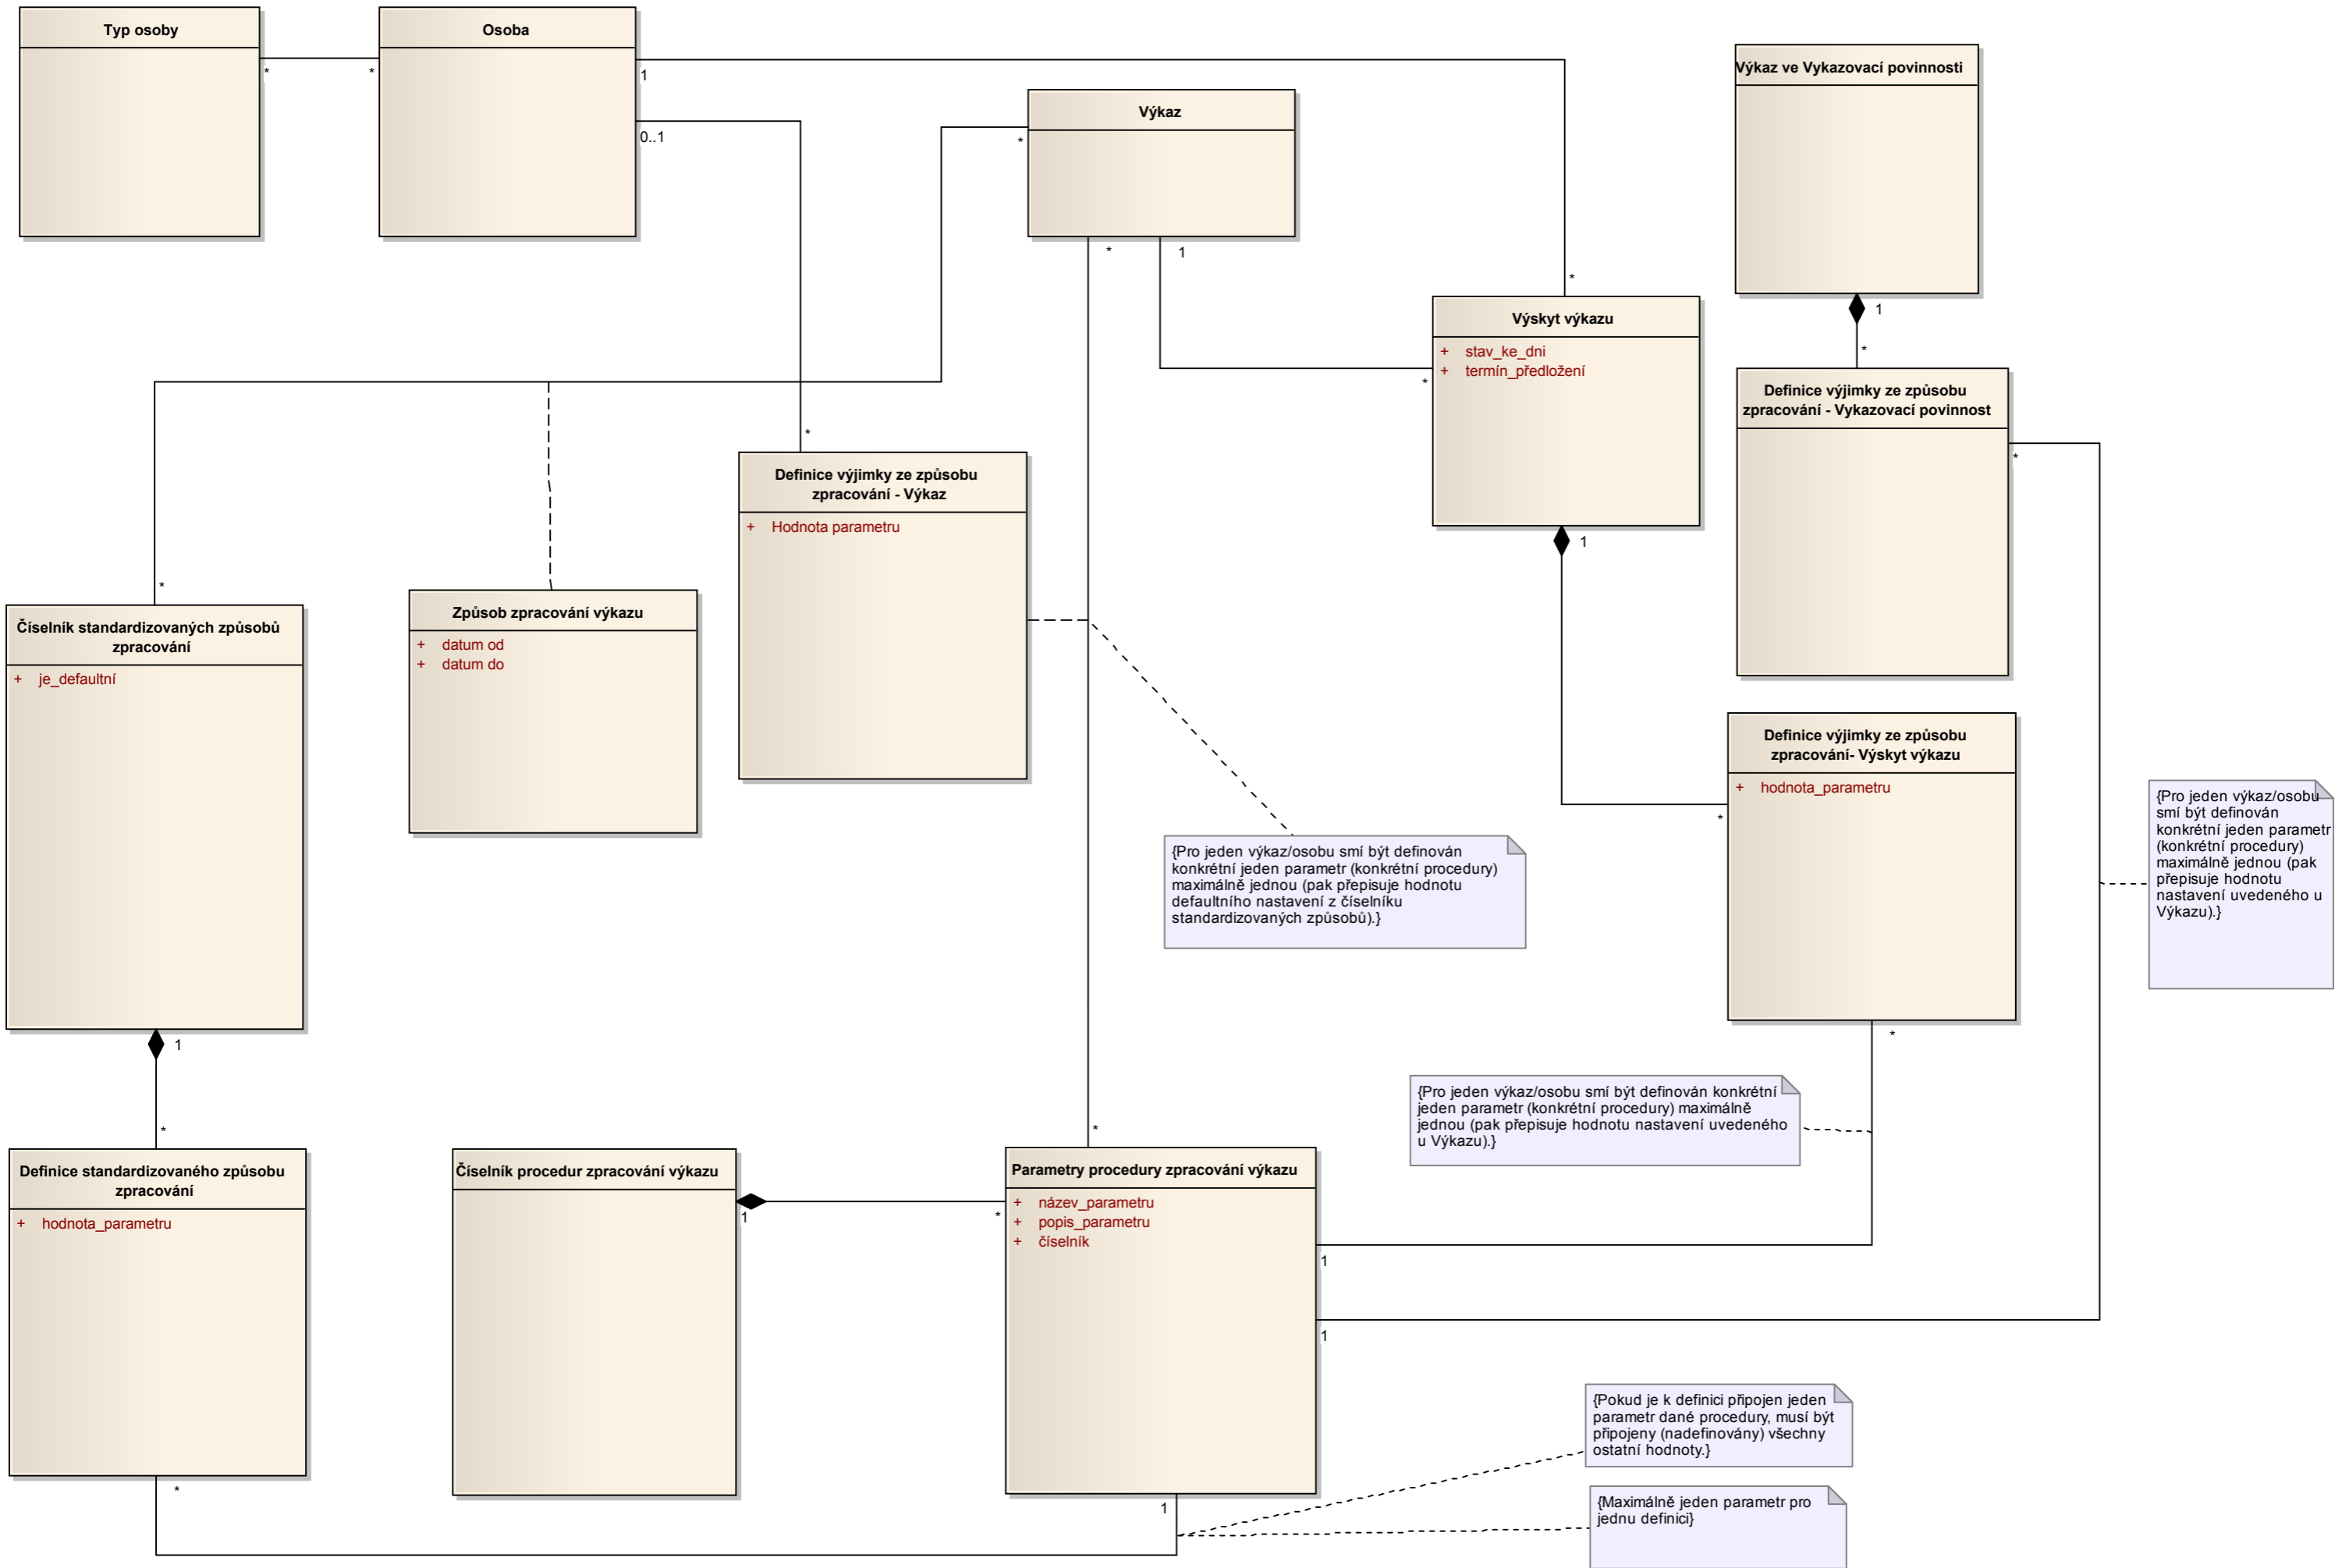 Typ osoby
*
Osoba
*
1
0..1
Výkaz
*
*
1
Výkaz ve Vykazovací povinnosti
1
*
Výskyt výkazu
+ stav_ke_dni
+ termín_předložení
*
*
1
Definice výjimky ze způsobu
zpracování - Vykazovací povinnost
*
*
Definice výjimky ze způsobu
zpracování - Výkaz
+ Hodnota parametru
*
Číselník standardizovaných způsobů
zpracování
+ je_defaultní
1
Způsob zpracování výkazu
+ datum od
+ datum do
Definice výjimky ze způsobu
zpracování- Výskyt výkazu
+ hodnota_parametru
*
*
{Pro jeden výkaz/osobu
smí být definován
konkrétní jeden parametr
(konkrétní procedury)
maximálně jednou (pak
přepisuje hodnotu
nastavení uvedeného u
Výkazu).}
{Pro jeden výkaz/osobu smí být definován
konkrétní jeden parametr (konkrétní procedury)
maximálně jednou (pak přepisuje hodnotu
defaultního nastavení z číselníku
standardizovaných způsobů).}
{Pro jeden výkaz/osobu smí být definován konkrétní
jeden parametr (konkrétní procedury) maximálně
jednou (pak přepisuje hodnotu nastavení uvedeného
u Výkazu).}
*
Definice standardizovaného způsobu
zpracování
+ hodnota_parametru
*
Číselník procedur zpracování výkazu
1
*
*
Parametry procedury zpracování výkazu
+ název_parametru
+ popis_parametru
+ číselník
1
1
1
{Pokud je k definici připojen jeden
parametr dané procedury, musí být
připojeny (nadefinovány) všechny
ostatní hodnoty.}
{Maximálně jeden parametr pro
jednu definici}